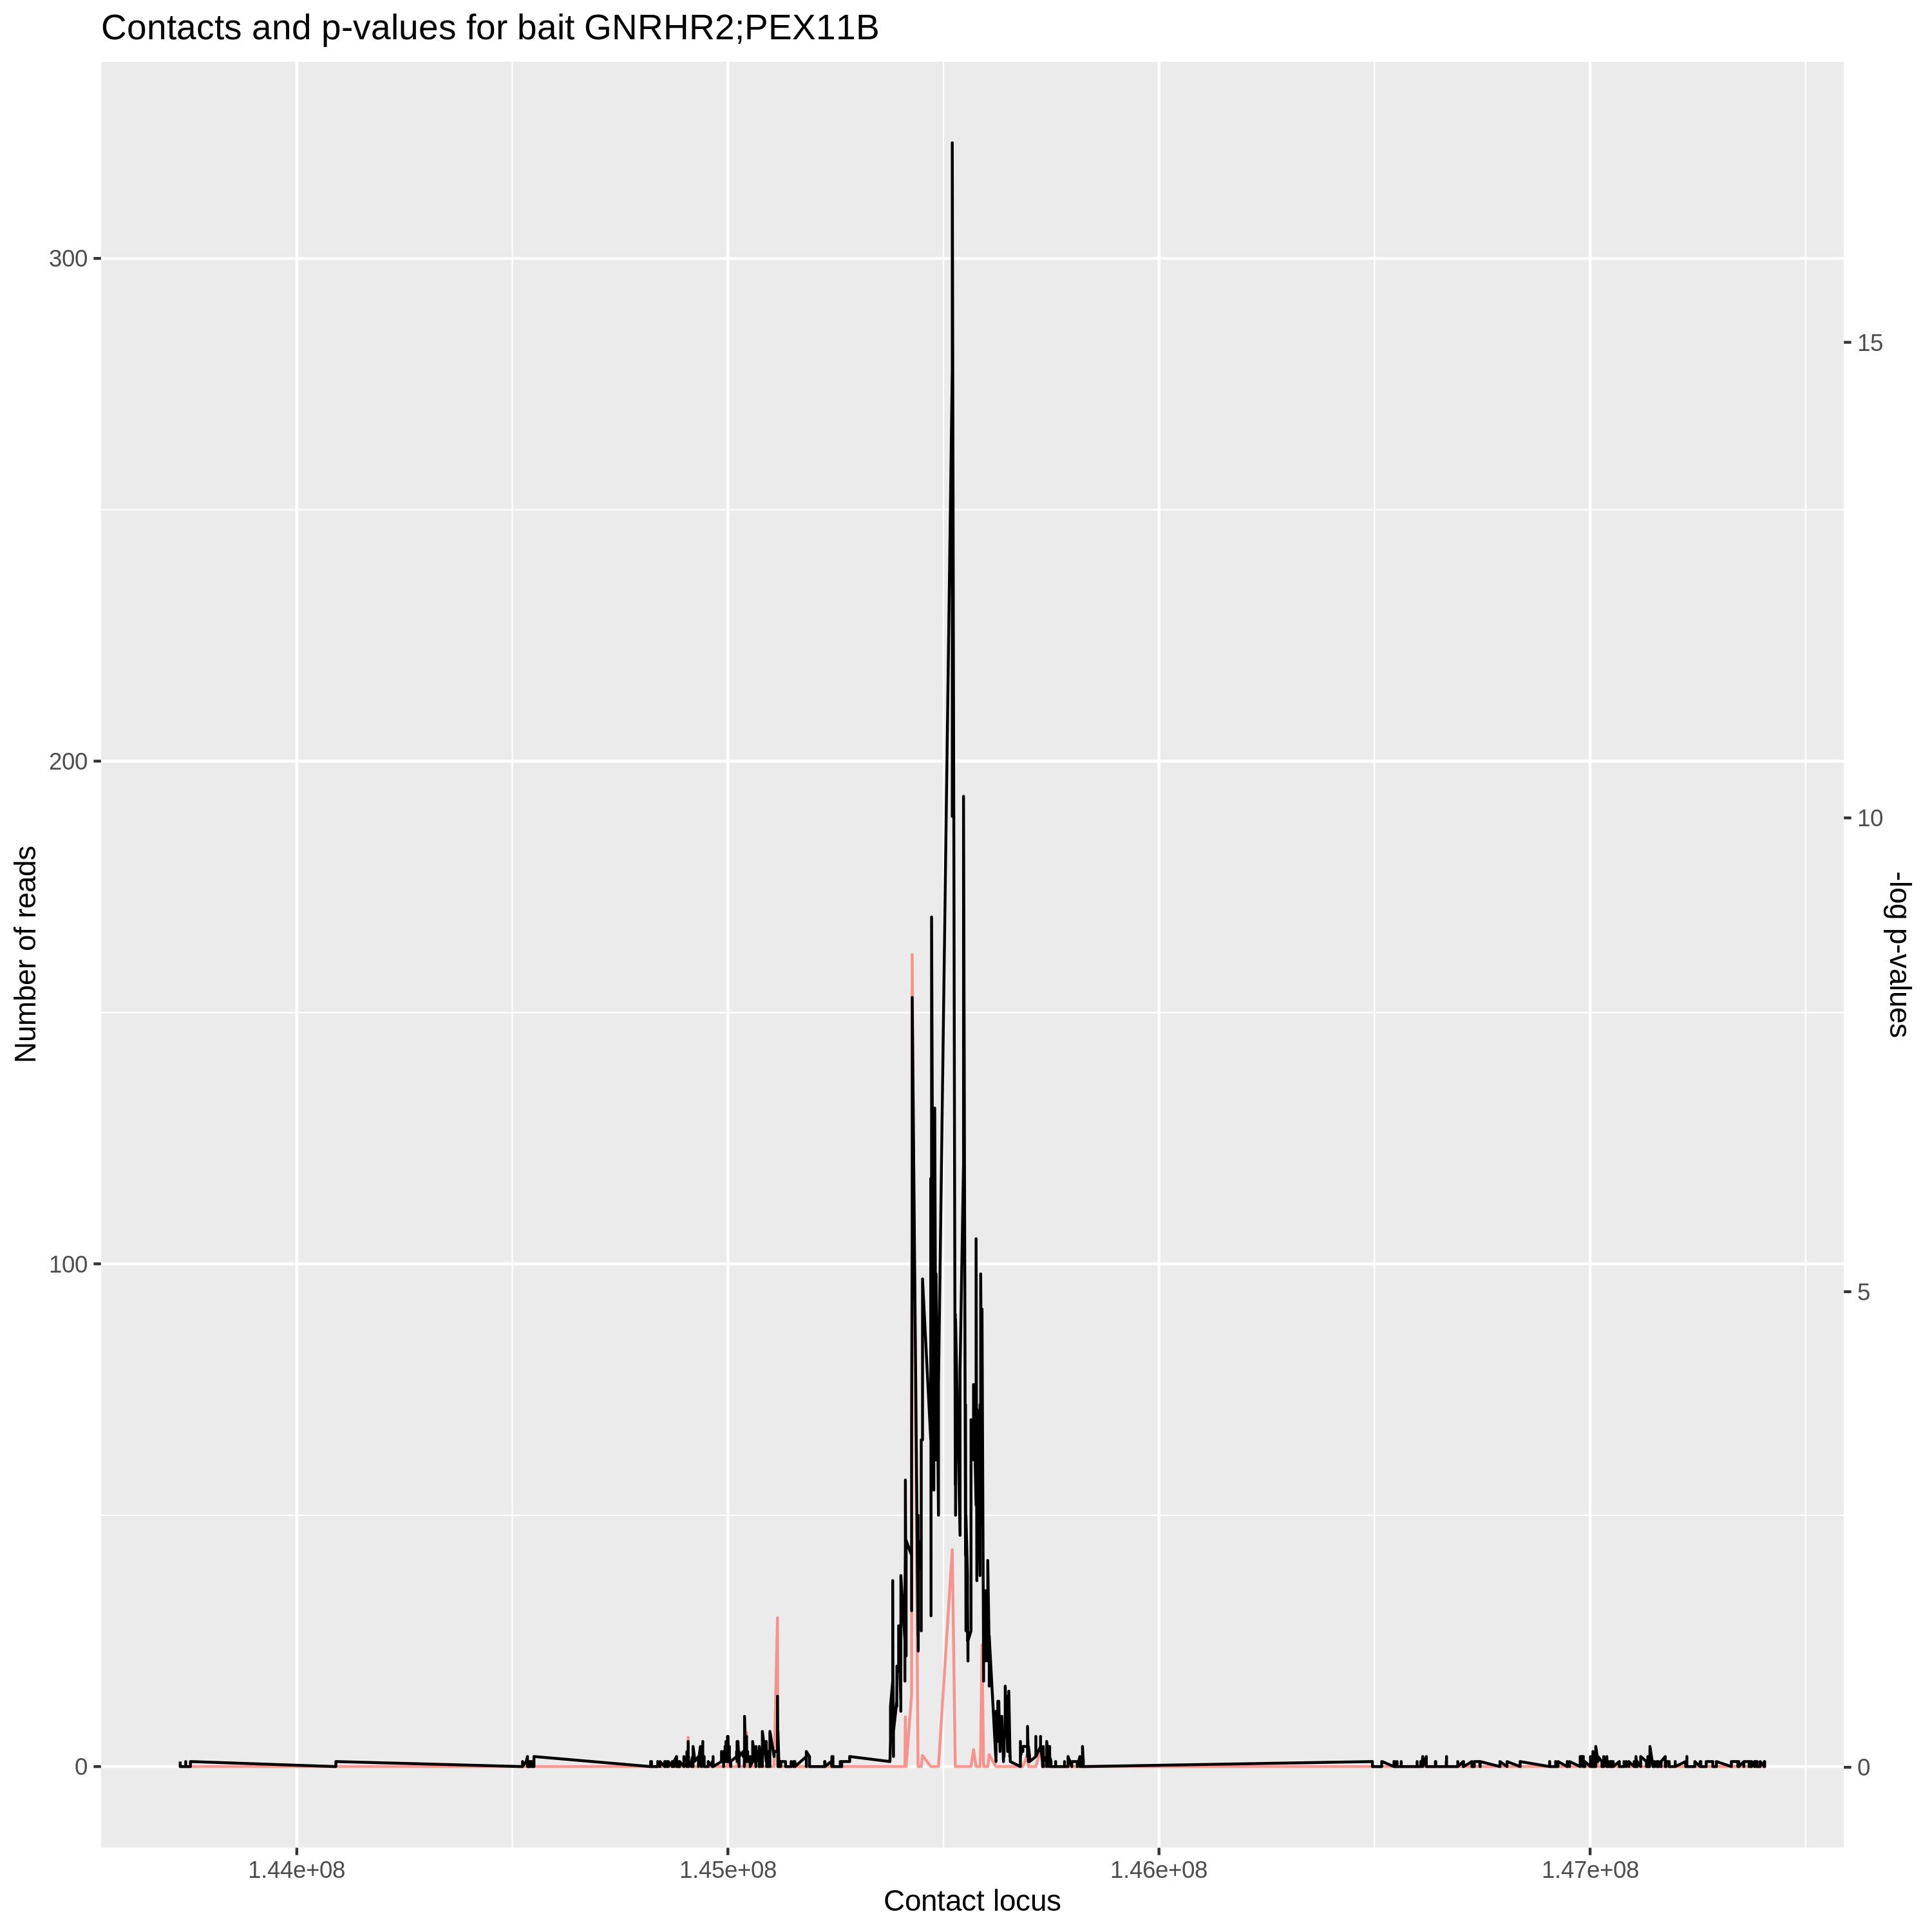 Contacts and p-values for bait GNRHR2;PEX11B
Number of reads
300
200
100
0
15
10
5
0
-log p-values
1.44e+08 1.45e+08 1.46e+08 1.47e+08
Contact locus